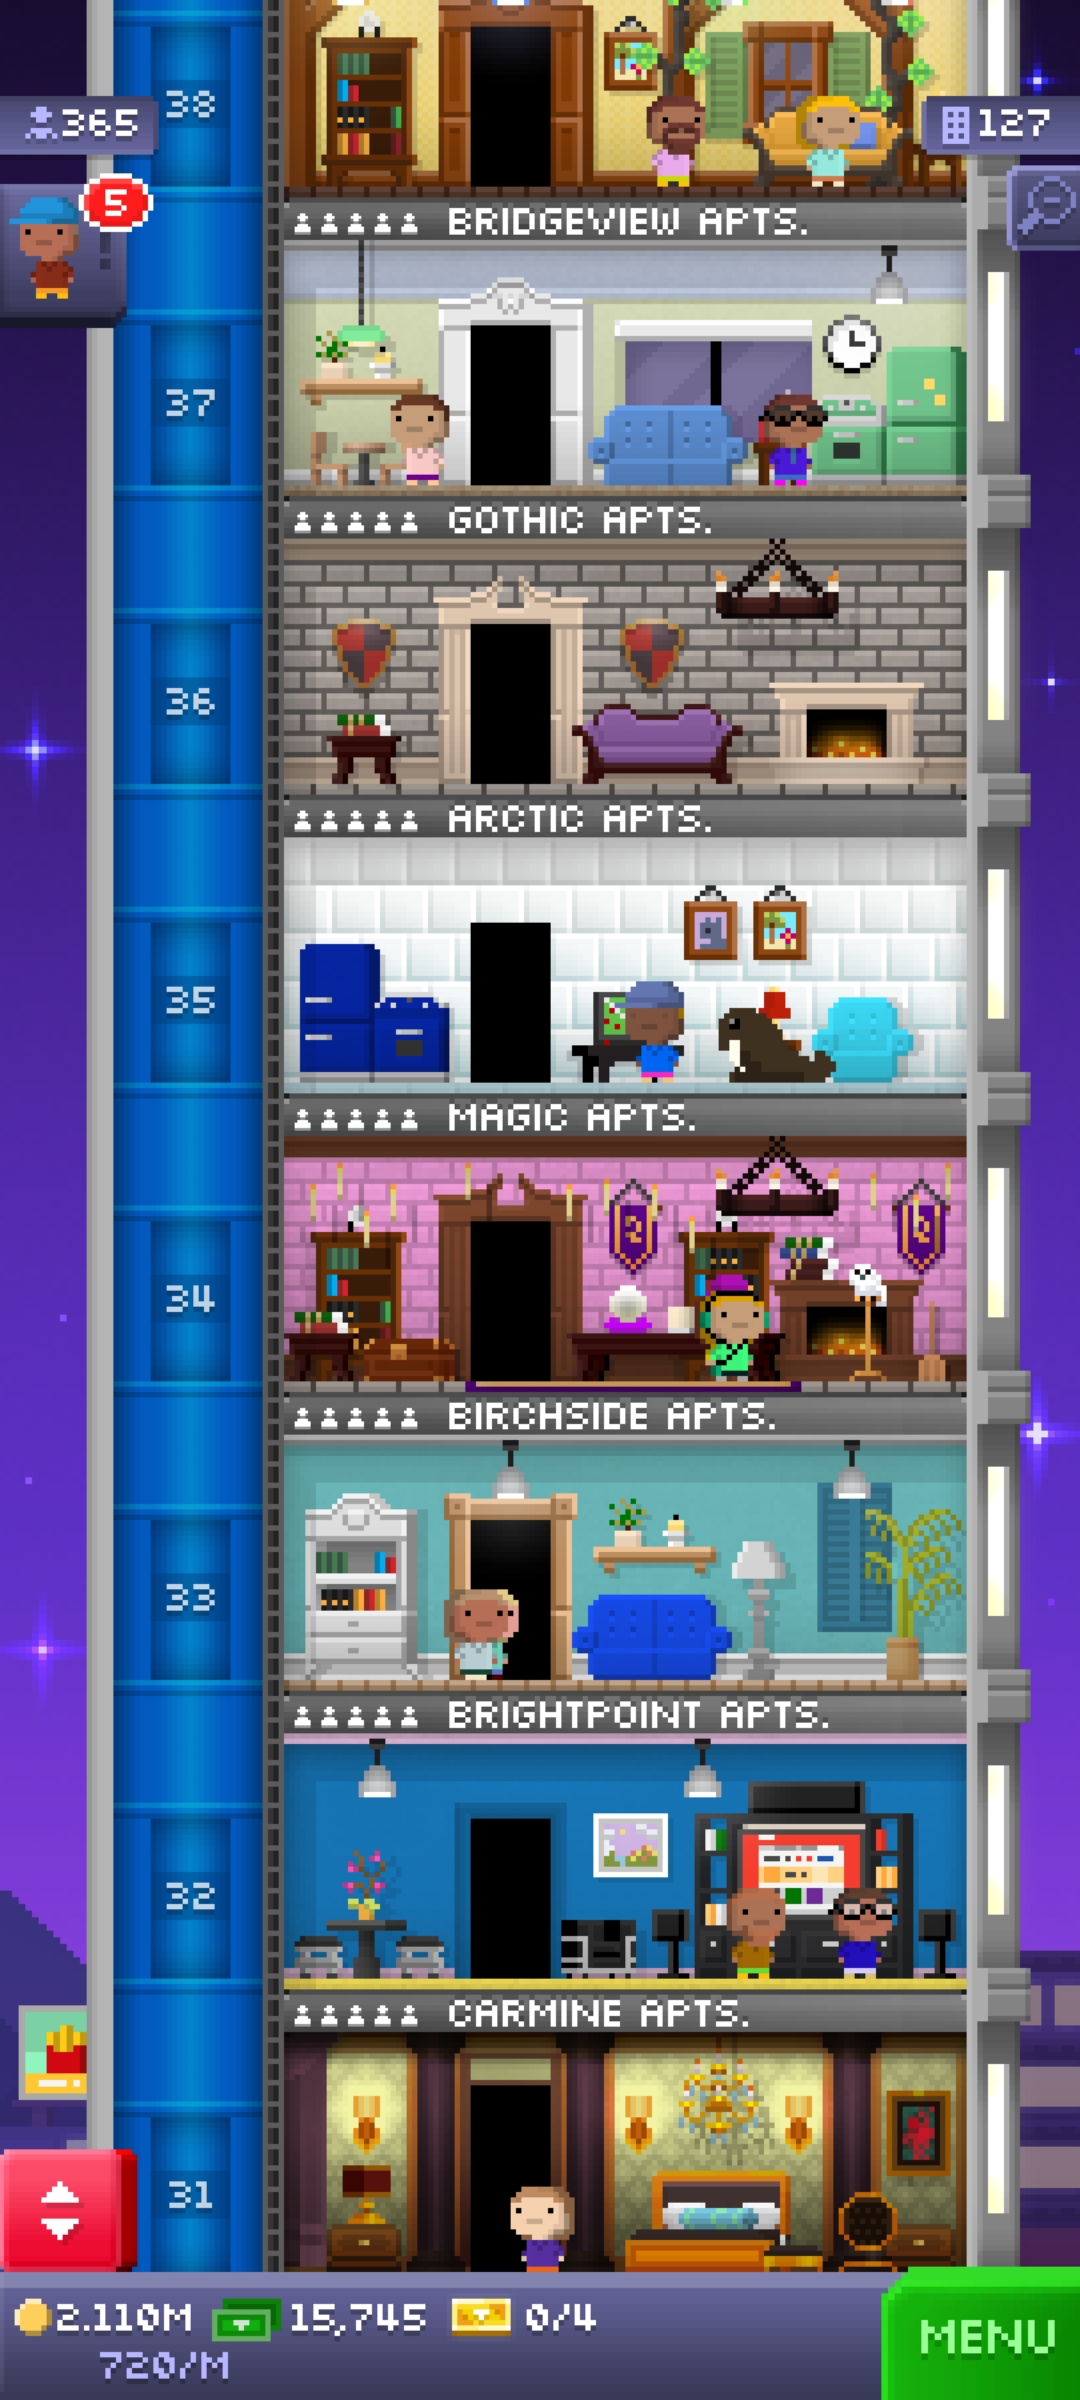 38
365
127
5
BRIDGEVIEW APTS.
37
GOTHIC APTS.
36
ARCTIC APTS.
35
MAGIC APTS.
34
BIRCHSIDE APTS.
33
BRIGHTPOINT APTS.
32
CARMINE APTS.
31
2.110M 15,745 0/4
720/M
MENU